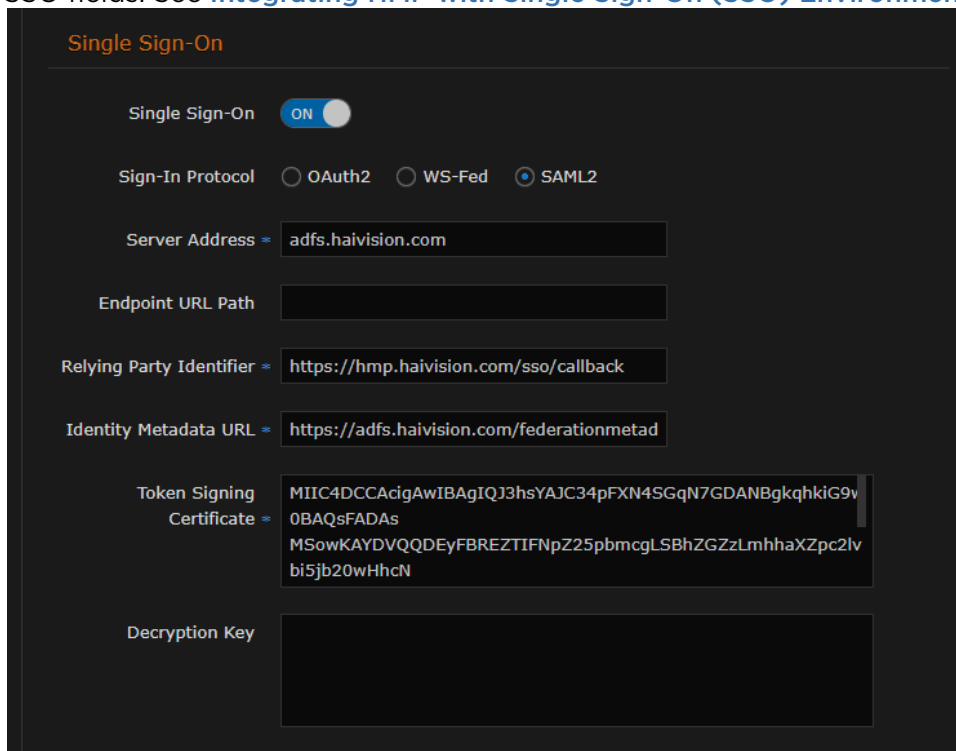 Single Sign-On
Single Sign-On ON
Sign-In Protocol OAuth2 WS-Fed SAML2
Server Address * adfs.haivision.com
Endpoint URL Path
Relying Party Identifier * https://hmp.haivision.com/sso/callback
Identity Metadata URL * https://adfs.haivision.com/federationmetad
Token Signing
Certificate *
MIIC4DCCAcigAwIBAgIQJ3hsYAJC34pFXN4SGqN7GDANBgkqhkiG9w
0BAQsFADAs
MSowKAYDVQQDEyFBREZTIFNpZ25pbmcgLSBhZGZzLmhhaXZpc2lv
bi5jb20wHhcN
Decryption Key